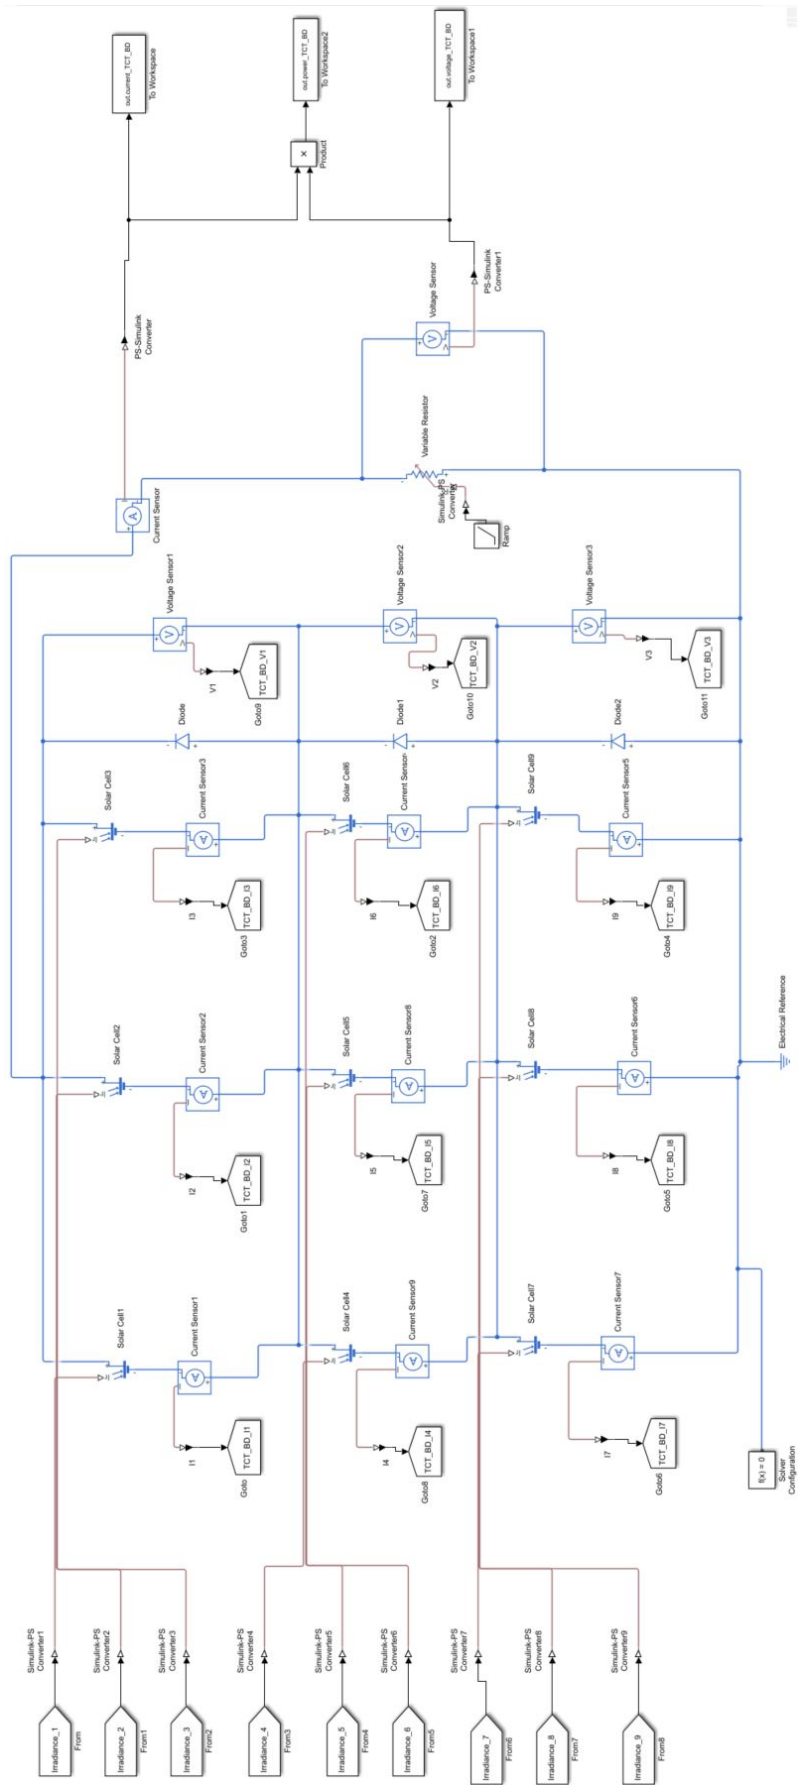 Irradiance_1
From
Simulink-PS
Converter1
Irradiance_2
From1
Simulink-PS
Converter2
Irradiance_3
From2
Simulink-PS
Converter3
Irradiance_4
From3
Simulink-PS
Converter4
Irradiance_5
From4
Simulink-PS
Converter5
Irradiance_6
From5
Simulink-PS
Converter6
Irradiance_7
From6
Simulink-PS
Converter7
Irradiance_8
From7
Simulink-PS
Converter8
Irradiance_9
From8
Simulink-PS
Converter9
Solar Cell1
Current Sensor1
A
I1
TCT_BD_I1
Goto
Solar Cell4
Current Sensor9
A
I4
TCT_BD_I4
Goto8
Solar Cell7
Current Sensor7
A
I7
TCT_BD_I7
Goto6
f(x) = 0
Solver
Configuration
Solar Cell2
Current Sensor2
A
I2
TCT_BD_I2
Goto1
Solar Cell5
Current Sensor8
A
I5
TCT_BD_I5
Goto7
Solar Cell8
Current Sensor6
A
I8
TCT_BD_I8
Goto5
Electrical Reference
Solar Cell3
Current Sensor3
A
I3
TCT_BD_I3
Goto3
Solar Cell6
Current Sensor
A
I6
TCT_BD_I6
Goto2
Solar Cell9
Current Sensor5
A
I9
TCT_BD_I9
Goto4
Diode
Diode1
Diode2
Voltage Sensor1
V
V1
TCT_BD_V1
Goto9
Voltage Sensor2
V
V2
TCT_BD_V2
Goto10
Voltage Sensor3
V
V3
TCT_BD_V3
Goto11
A
Current Sensor
Variable Resistor
Simulink-PS
Converter
Ramp
Voltage Sensor
V
PS-Simulink
Converter
PS-Simulink
Converter1
×
Product
out.current_TCT_BD
To Workspace
out.power_TCT_BD
To Workspace2
out.voltage_TCT_BD
To Workspace1